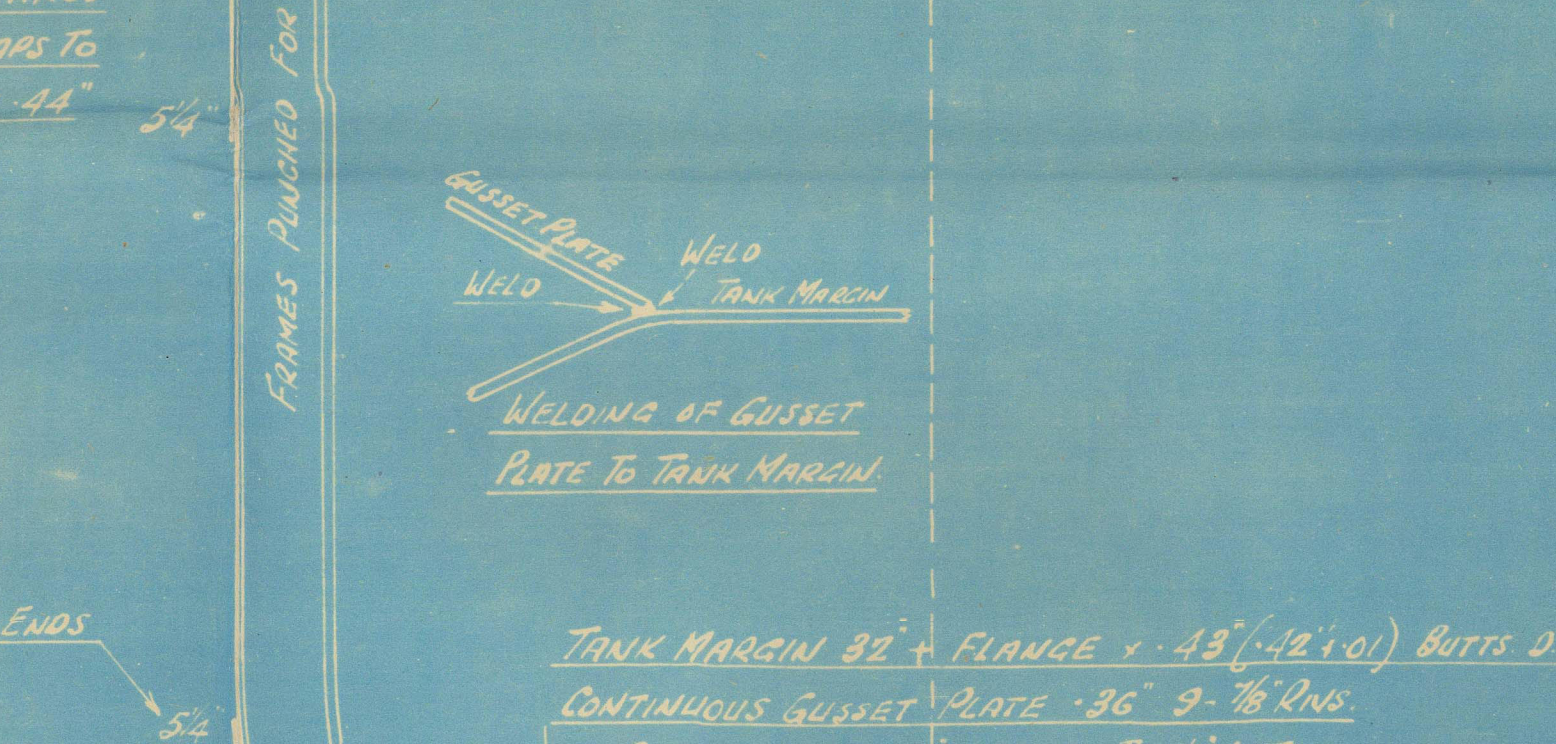 APS TO
.44"
5¼"
FRAMES PUNCHED FOR
GUSSET PLATE
WELD
WELD
TANK MARGIN
WELDING OF GUSSET
PLATE TO TANK MARGIN.
ENDS
5¼"
TANK MARGIN 32" + FLANGE × .43" (.42"+.01) BUTTS. D.
CONTINUOUS GUSSET PLATE .36" 9-⅞" RIVS.